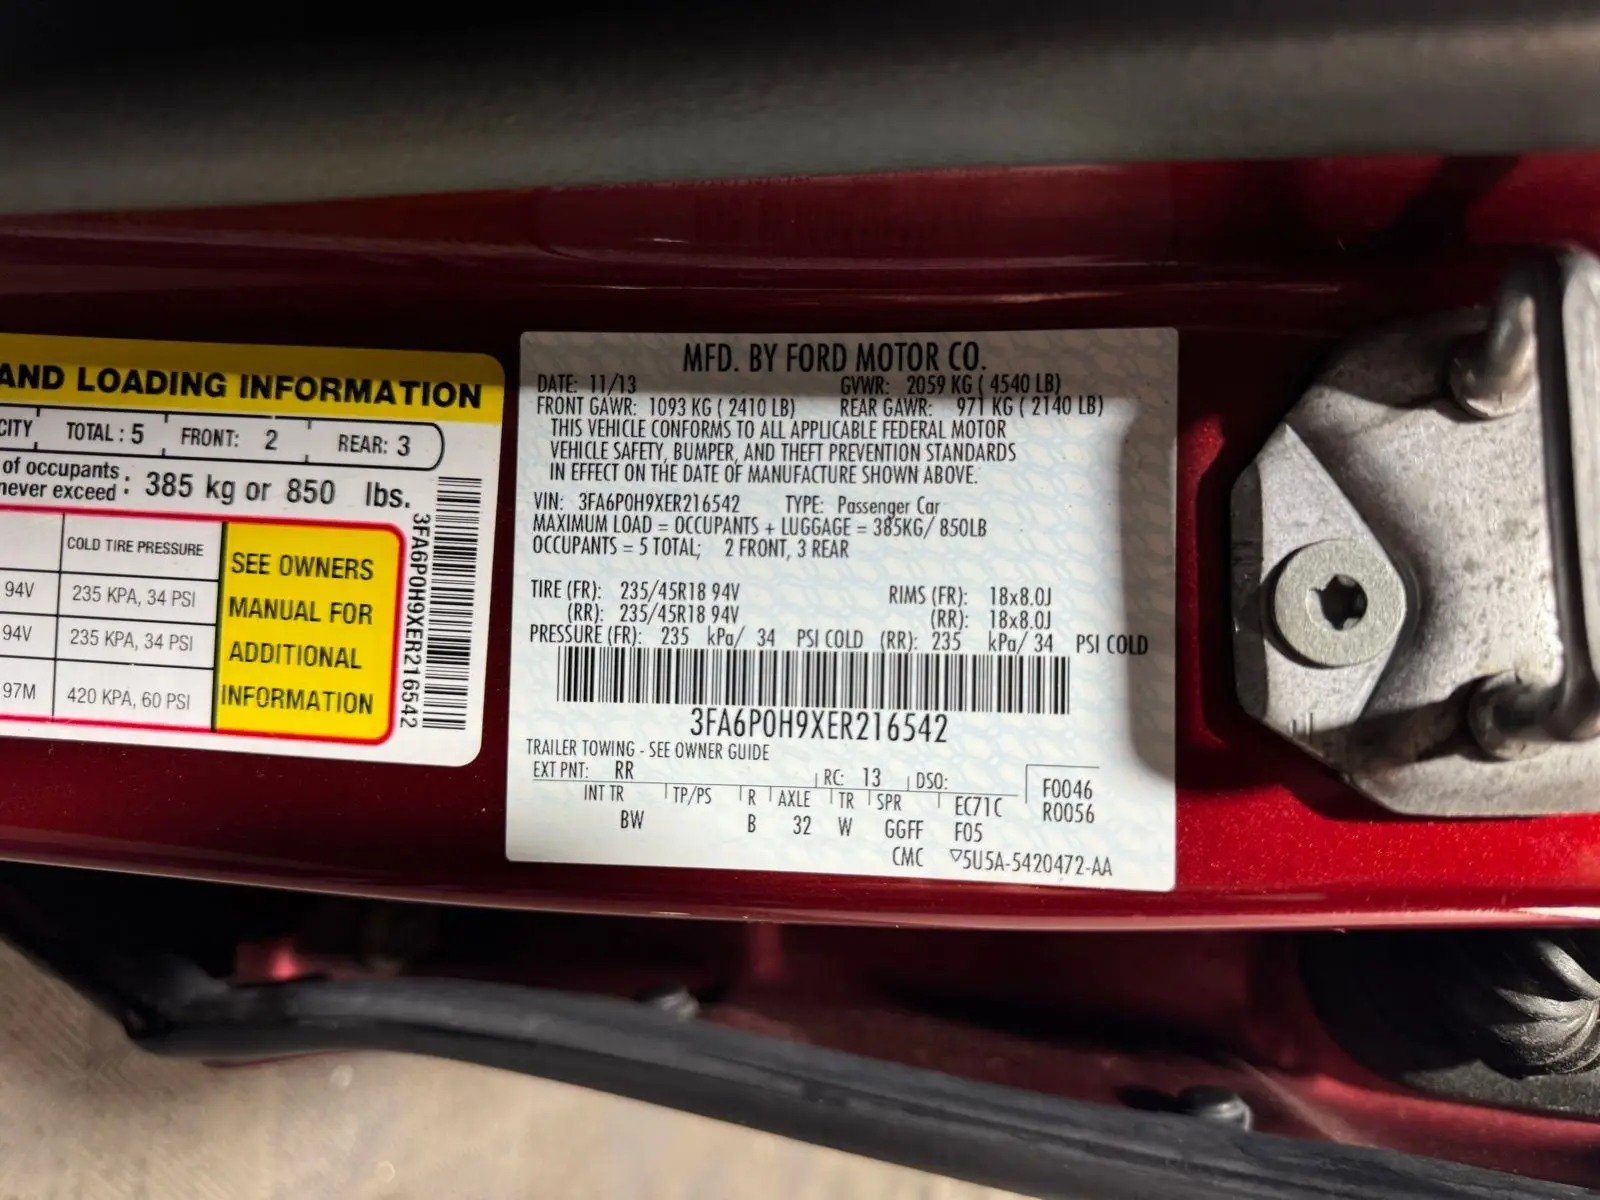 AND LOADING INFORMATION
CITY TOTAL : 5 FRONT: 2 REAR: 3
of occupants
never exceed : 385 kg or 850 lbs.
COLD TIRE PRESSURE
94V 235 KPA, 34 PSI
94V 235 KPA, 34 PSI
97M 420 KPA, 60 PSI
SEE OWNERS
MANUAL FOR
ADDITIONAL
INFORMATION
3FA6P0H9XER216542
MFD. BY FORD MOTOR CO.
DATE: 11/13 GVWR: 2059 KG ( 4540 LB)
FRONT GAWR: 1093 KG ( 2410 LB) REAR GAWR: 971 KG ( 2140 LB)
THIS VEHICLE CONFORMS TO ALL APPLICABLE FEDERAL MOTOR
VEHICLE SAFETY, BUMPER, AND THEFT PREVENTION STANDARDS
IN EFFECT ON THE DATE OF MANUFACTURE SHOWN ABOVE.
VIN: 3FA6P0H9XER216542 TYPE: Passenger Car
MAXIMUM LOAD = OCCUPANTS + LUGGAGE = 385KG/ 850LB
OCCUPANTS = 5 TOTAL; 2 FRONT, 3 REAR
TIRE (FR): 235/45R18 94V RIMS (FR): 18x8.0J
(RR): 235/45R18 94V (RR): 18x8.0J
PRESSURE (FR): 235 kPa/ 34 PSI COLD (RR): 235 kPa/ 34 PSI COLD
3FA6P0H9XER216542
TRAILER TOWING - SEE OWNER GUIDE
EXT PNT: RR RC: 13 DSO: F0046
INT TR TP/PS R AXLE TR SPR EC71C R0056
BW B 32 W GGFF F05
CMC ▽5U5A-5420472-AA